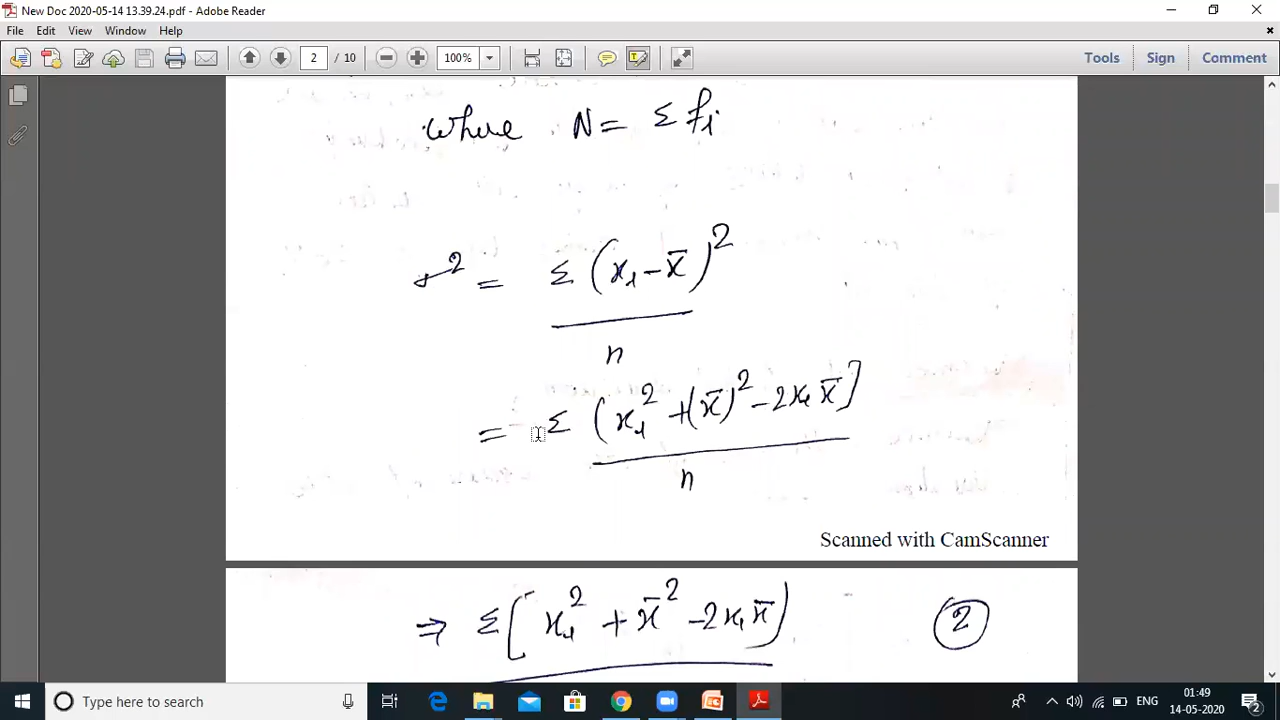 New Doc 2020-05-14 13.39.24.pdf - Adobe Reader
File Edit View Window Help
2 / 10 100% Tools Sign Comment
where N = Σ fi
σ² = Σ (xi - x̄)²
n
= Σ (xi² + (x̄)² - 2xi x̄]
n
Scanned with CamScanner
⇒ Σ[xi² + x̄² - 2xi x̄) 2
Type here to search
ENG 01:49
14-05-2020
2